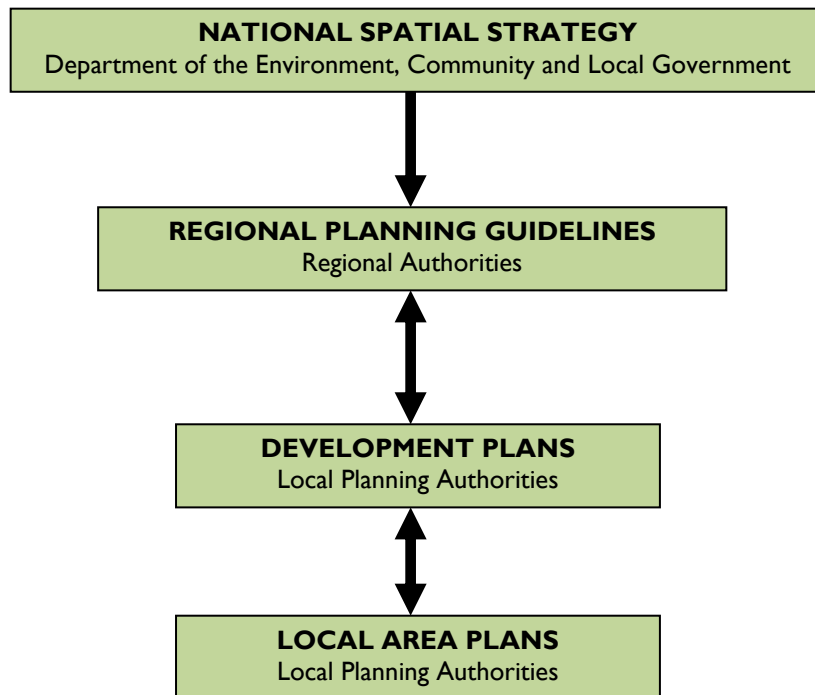 NATIONAL SPATIAL STRATEGY
Department of the Environment, Community and Local Government
REGIONAL PLANNING GUIDELINES
Regional Authorities
DEVELOPMENT PLANS
Local Planning Authorities
LOCAL AREA PLANS
Local Planning Authorities